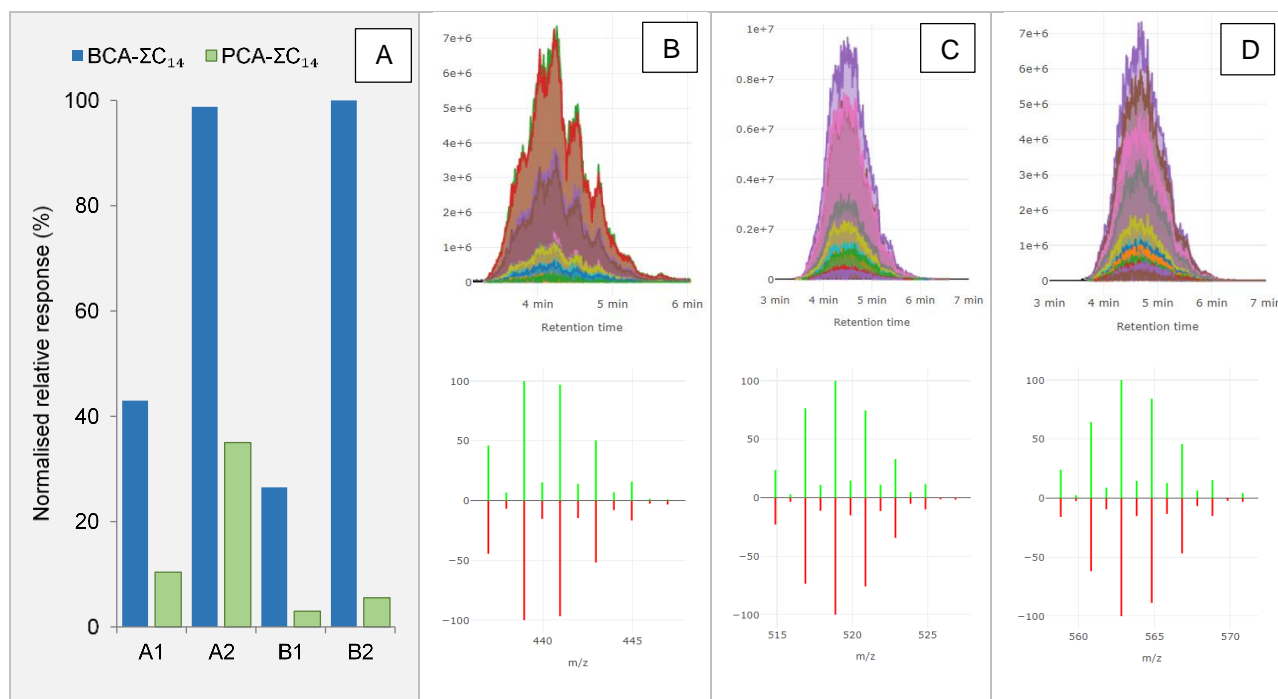 BCA-ΣC₁₄ PCA-ΣC₁₄
A
Normalised relative response (%)
100
80
60
40
20
0
A1 A2 B1 B2
B
7e+6
6e+6
5e+6
4e+6
3e+6
2e+6
1e+6
0
4 min 5 min 6 min
Retention time
100
50
0
−50
−100
440 445
m/z
C
1e+7
0.8e+7
0.6e+7
0.4e+7
0.2e+7
0
3 min 4 min 5 min 6 min 7 min
Retention time
100
50
0
−50
−100
515 520 525
m/z
D
7e+6
6e+6
5e+6
4e+6
3e+6
2e+6
1e+6
0
3 min 4 min 5 min 6 min 7
Retention time
100
50
0
−50
−100
560 565 570
m/z